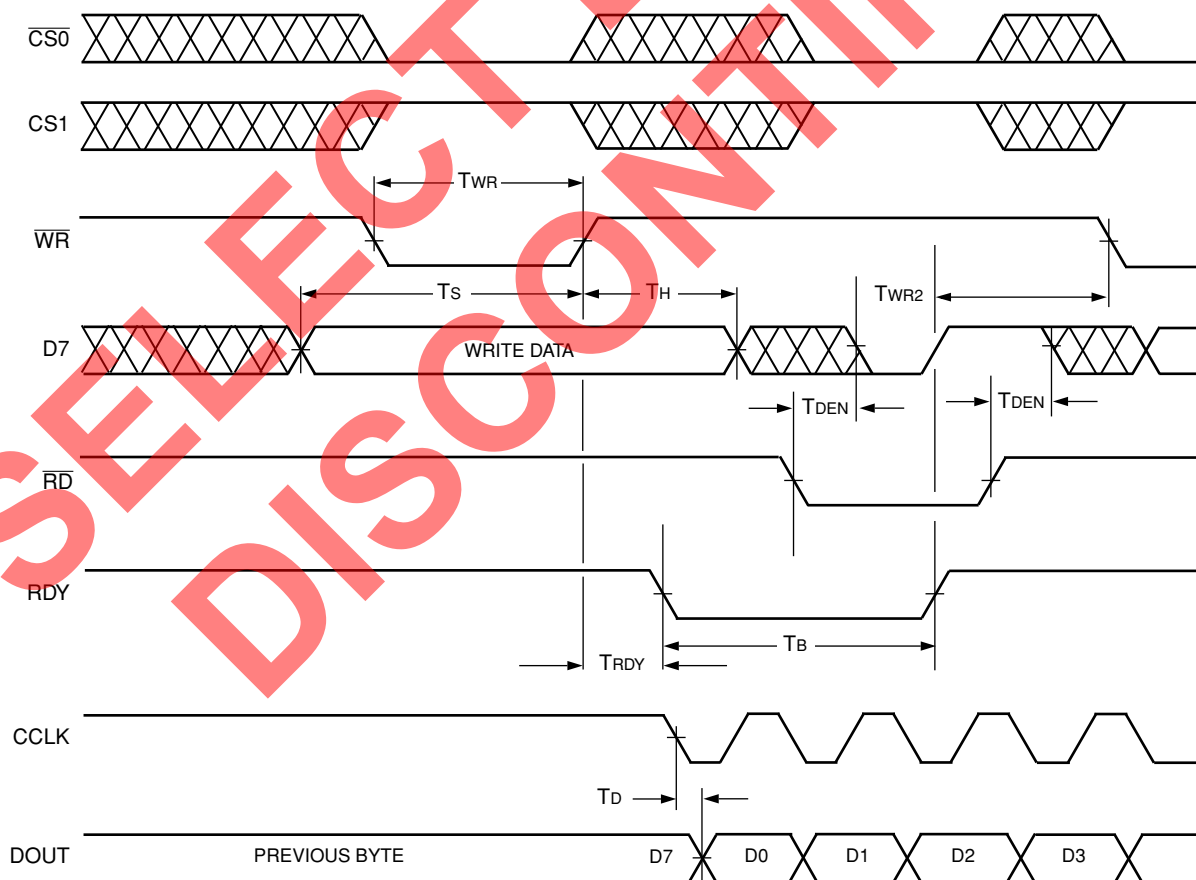 CS0
CS1
TWR
WR
TS
TH
TWR2
D7
WRITE DATA
TDEN
TDEN
RD
RDY
TB
TRDY
CCLK
TD
DOUT
PREVIOUS BYTE
D7
D0
D1
D2
D3
SELECT D
DISCONTIN